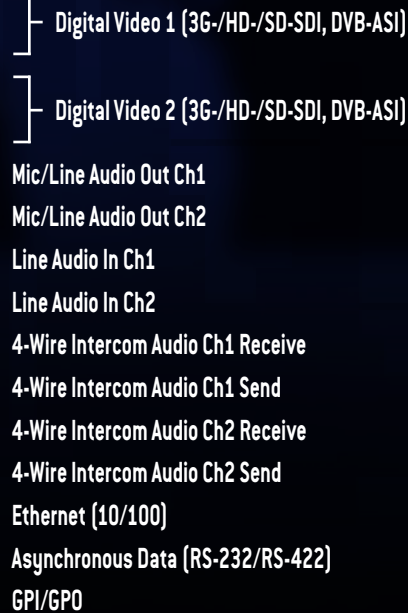 Digital Video 1 (3G-/HD-/SD-SDI, DVB-ASI)
Digital Video 2 (3G-/HD-/SD-SDI, DVB-ASI)
Mic/Line Audio Out Ch1
Mic/Line Audio Out Ch2
Line Audio In Ch1
Line Audio In Ch2
4-Wire Intercom Audio Ch1 Receive
4-Wire Intercom Audio Ch1 Send
4-Wire Intercom Audio Ch2 Receive
4-Wire Intercom Audio Ch2 Send
Ethernet (10/100)
Asynchronous Data (RS-232/RS-422)
GPI/GPO